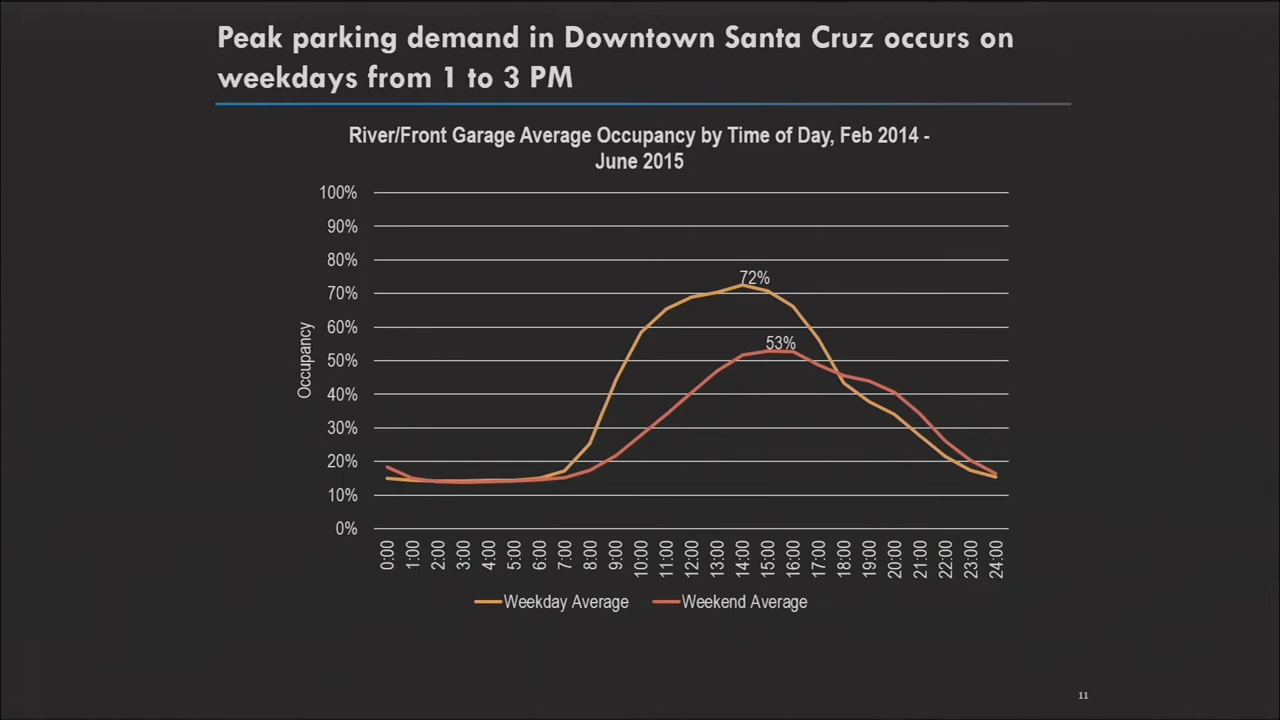 Peak parking demand in Downtown Santa Cruz occurs on
weekdays from 1 to 3 PM
River/Front Garage Average Occupancy by Time of Day, Feb 2014 -
June 2015
100%
90%
80%
70%
60%
50%
40%
30%
20%
10%
0%
Occupancy
72%
53%
0:00 1:00 2:00 3:00 4:00 5:00 6:00 7:00 8:00 9:00 10:00 11:00 12:00 13:00 14:00 15:00 16:00 17:00 18:00 19:00 20:00 21:00 22:00 23:00 24:00
Weekday Average Weekend Average
11